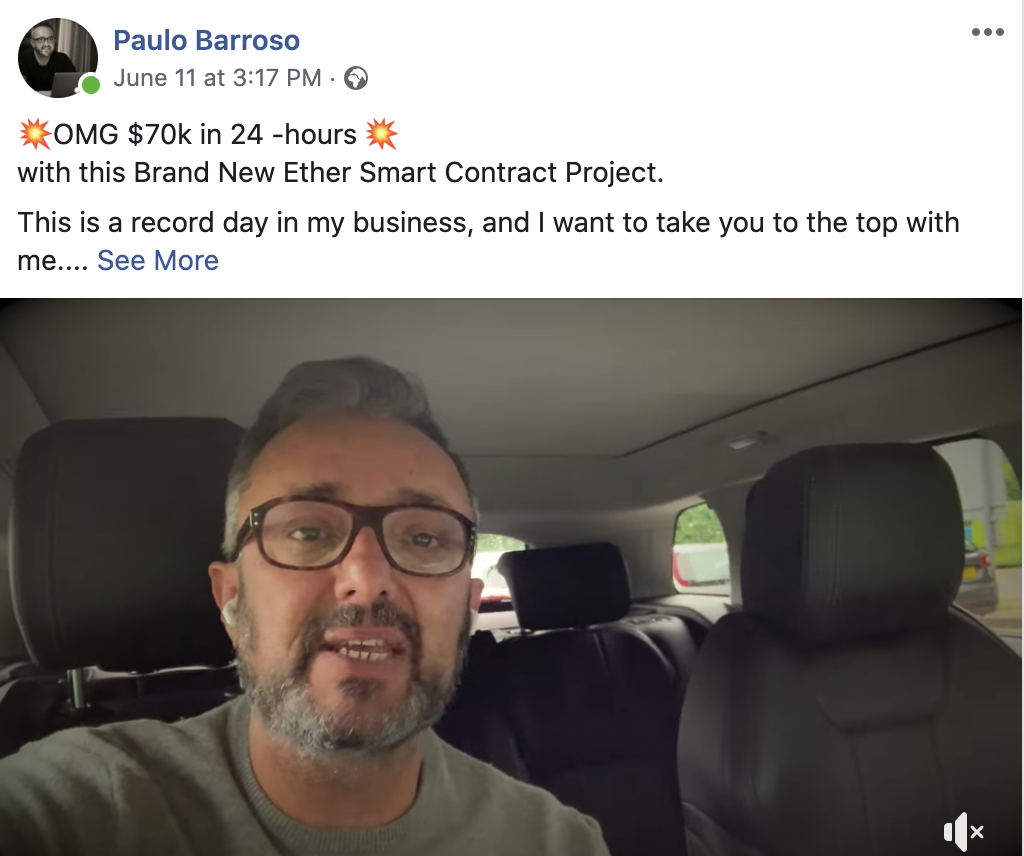 Paulo Barroso
June 11 at 3:17 PM ·
💥OMG $70k in 24 -hours 💥
with this Brand New Ether Smart Contract Project.
This is a record day in my business, and I want to take you to the top with
me.... See More